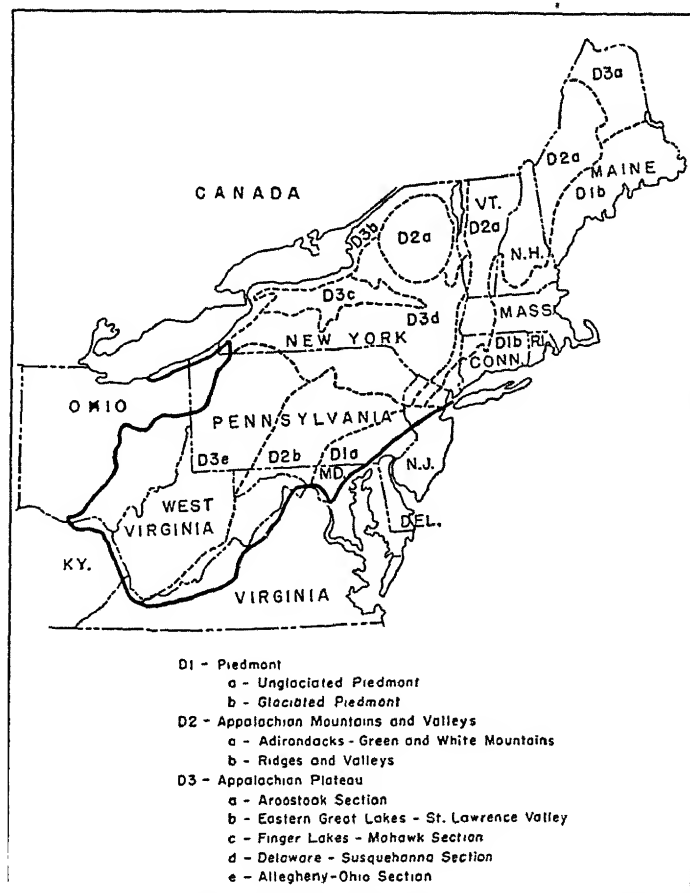 D3a
D2a
MAINE
D1b
CANADA
VT.
D2a
D3b
D2a
N.H.
D3c
D3d
MASS
NEW YORK
D1b
RI.
CONN.
OHIO
PENNSYLVANIA
D3e
D2b
D1a
MD.
N.J.
WEST
VIRGINIA
DEL.
KY.
VIRGINIA
D1 - Piedmont
a - Unglaciated Piedmont
b - Glaciated Piedmont
D2 - Appalachian Mountains and Valleys
a - Adirondacks - Green and White Mountains
b - Ridges and Valleys
D3 - Appalachian Plateau
a - Aroostook Section
b - Eastern Great Lakes - St. Lawrence Valley
c - Finger Lakes - Mohawk Section
d - Delaware - Susquehanna Section
e - Allegheny-Ohio Section